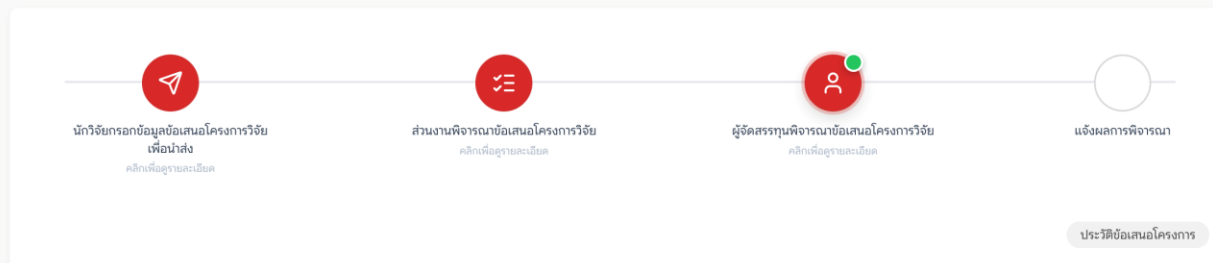 นักวิจัยกรอกข้อมูลข้อเสนอโครงการวิจัย
เพื่อนำส่ง
คลิกเพื่อดูรายละเอียด
ส่วนงานพิจารณาข้อเสนอโครงการวิจัย
คลิกเพื่อดูรายละเอียด
ผู้จัดสรรทุนพิจารณาข้อเสนอโครงการวิจัย
คลิกเพื่อดูรายละเอียด
แจ้งผลการพิจารณา
ประวัติข้อเสนอโครงการ